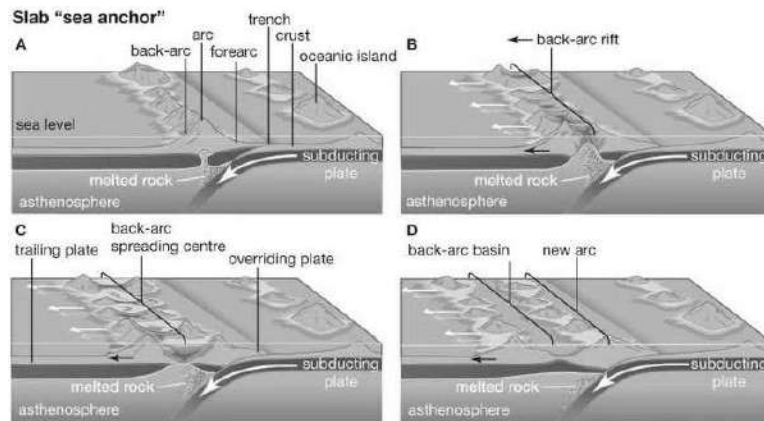 Slab "sea anchor"
A
trench
arc
crust
back-arc
forearc
oceanic island
sea level
subducting
plate
melted rock
asthenosphere
B
back-arc rift
subducting
plate
melted rock
asthenosphere
C
back-arc
spreading centre
trailing plate
overriding plate
subducting
plate
melted rock
asthenosphere
D
back-arc basin
new arc
subducting
plate
melted rock
asthenosphere